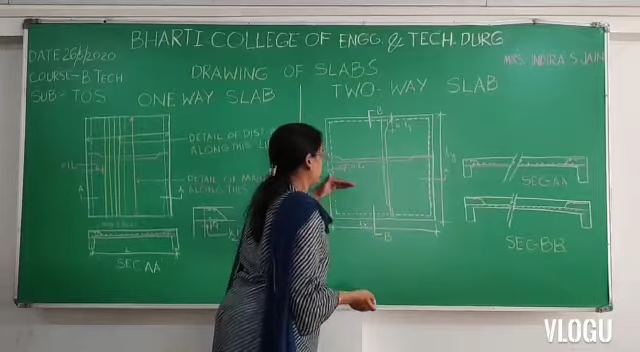 BHARTI COLLEGE OF ENGG. & TECH. DURG
DATE 26/6/2020
COURSE- B.TECH
SUB- TOS
MRS. INDIRA S JAIN
DRAWING OF SLABS
ONE WAY SLAB
TWO-WAY SLAB
DETAIL OF DIST
ALONG THIS
DETAIL OF MAIN
ALONG THIS
A
A
L
SEC AA
B
B
A
SEC-AA
SEC-BB
VLOGU